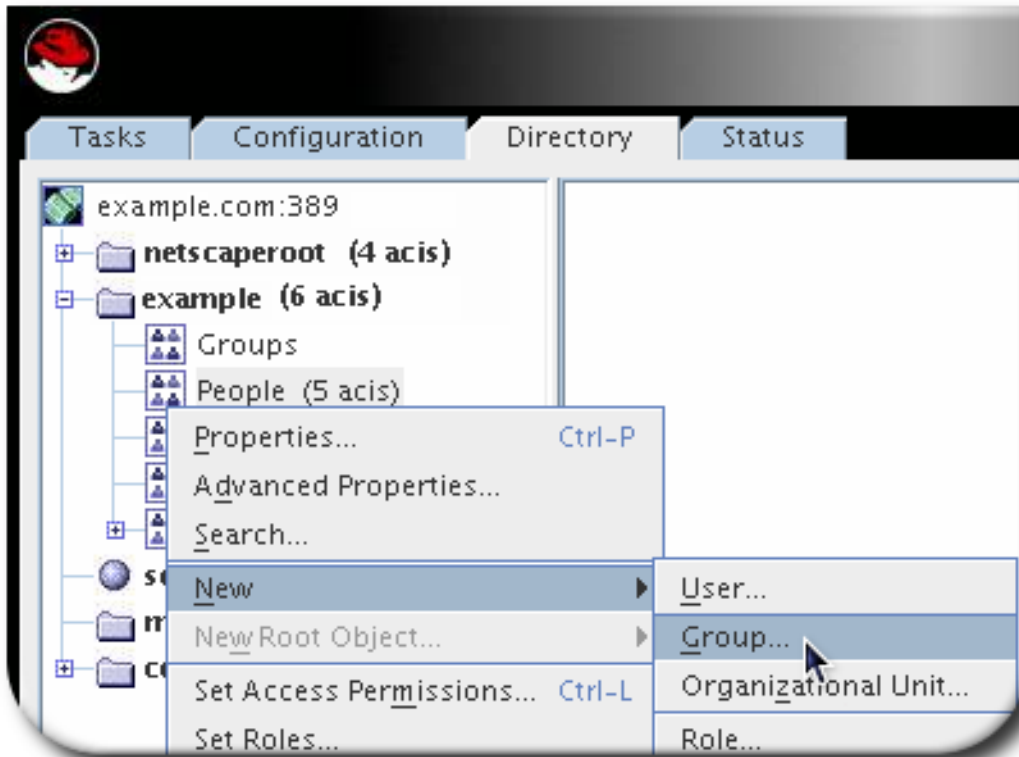 Tasks Configuration Directory Status
example.com:389
netscaperoot (4 acis)
example (6 acis)
Groups
People (5 acis)
Properties... Ctrl-P
Advanced Properties...
Search...
New User...
New Root Object... Group...
Set Access Permissions... Ctrl-L Organizational Unit...
Set Roles... Role...